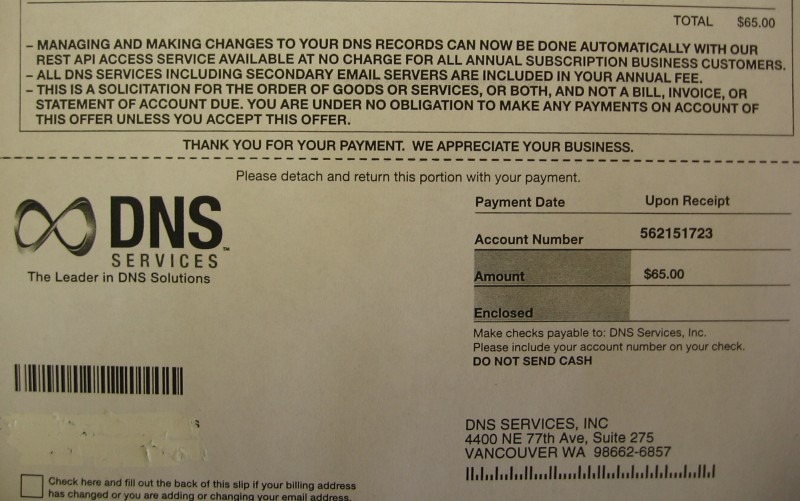 TOTAL $65.00
– MANAGING AND MAKING CHANGES TO YOUR DNS RECORDS CAN NOW BE DONE AUTOMATICALLY WITH OUR
REST API ACCESS SERVICE AVAILABLE AT NO CHARGE FOR ALL ANNUAL SUBSCRIPTION BUSINESS CUSTOMERS.
– ALL DNS SERVICES INCLUDING SECONDARY EMAIL SERVERS ARE INCLUDED IN YOUR ANNUAL FEE.
– THIS IS A SOLICITATION FOR THE ORDER OF GOODS OR SERVICES, OR BOTH, AND NOT A BILL, INVOICE, OR
STATEMENT OF ACCOUNT DUE. YOU ARE UNDER NO OBLIGATION TO MAKE ANY PAYMENTS ON ACCOUNT OF
THIS OFFER UNLESS YOU ACCEPT THIS OFFER.
THANK YOU FOR YOUR PAYMENT. WE APPRECIATE YOUR BUSINESS.
Please detach and return this portion with your payment.
DNS
SERVICES™
The Leader in DNS Solutions
Payment Date Upon Receipt
Account Number 562151723
Amount $65.00
Enclosed
Make checks payable to: DNS Services, Inc.
Please include your account number on your check.
DO NOT SEND CASH
DNS SERVICES, INC
4400 NE 77th Ave, Suite 275
VANCOUVER WA 98662-6857
Check here and fill out the back of this slip if your billing address
has changed or you are adding or changing your email address.